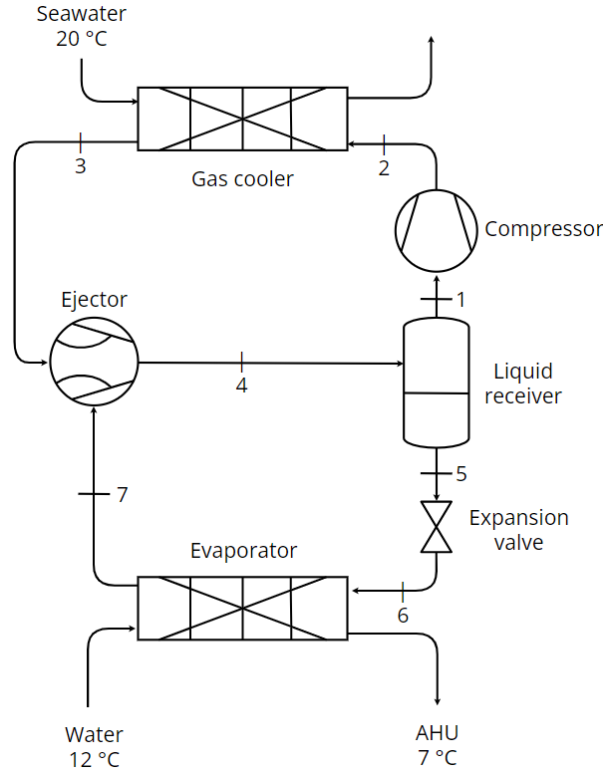 Seawater
20 °C
3
2
Gas cooler
Compressor
1
Ejector
4
Liquid
receiver
5
7
Expansion
valve
Evaporator
6
Water
12 °C
AHU
7 °C